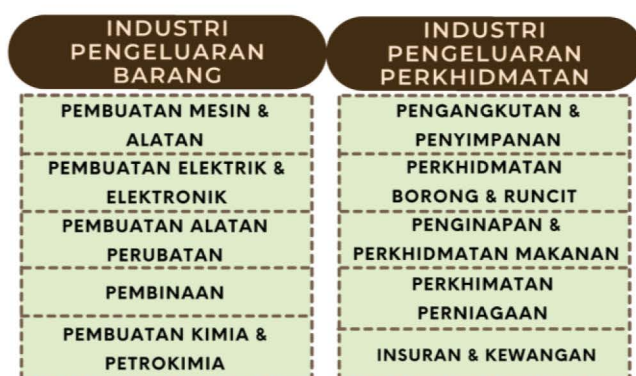 INDUSTRI
PENGELUARAN
BARANG
PEMBUATAN MESIN &
ALATAN
PEMBUATAN ELEKTRIK &
ELEKTRONIK
PEMBUATAN ALATAN
PERUBATAN
PEMBINAAN
PEMBUATAN KIMIA &
PETROKIMIA
INDUSTRI
PENGELUARAN
PERKHIDMATAN
PENGANGKUTAN &
PENYIMPANAN
PERKHIDMATAN
BORONG & RUNCIT
PENGINAPAN &
PERKHIDMATAN MAKANAN
PERKHIMATAN
PERNIAGAAN
INSURAN & KEWANGAN